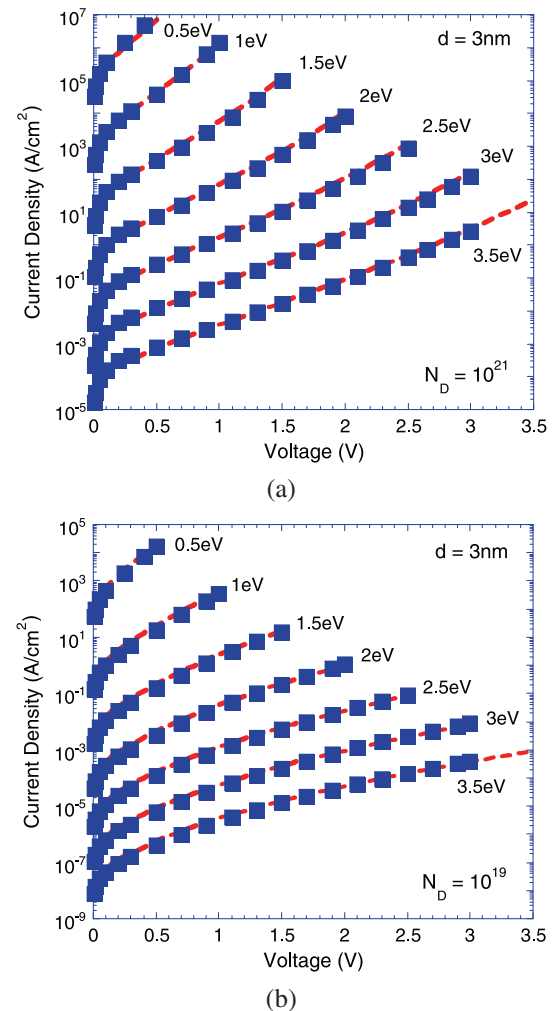 10^7
10^5
10^3
10^1
10^-1
10^-3
10^-5
Current Density (A/cm^2)
0.5eV
1eV
1.5eV
2eV
2.5eV
3eV
3.5eV
d = 3nm
N_D = 10^21
0 0.5 1 1.5 2 2.5 3 3.5
Voltage (V)
(a)
10^5
10^3
10^1
10^-1
10^-3
10^-5
10^-7
10^-9
Current Density (A/cm^2)
0.5eV
1eV
1.5eV
2eV
2.5eV
3eV
3.5eV
d = 3nm
N_D = 10^19
0 0.5 1 1.5 2 2.5 3 3.5
Voltage (V)
(b)